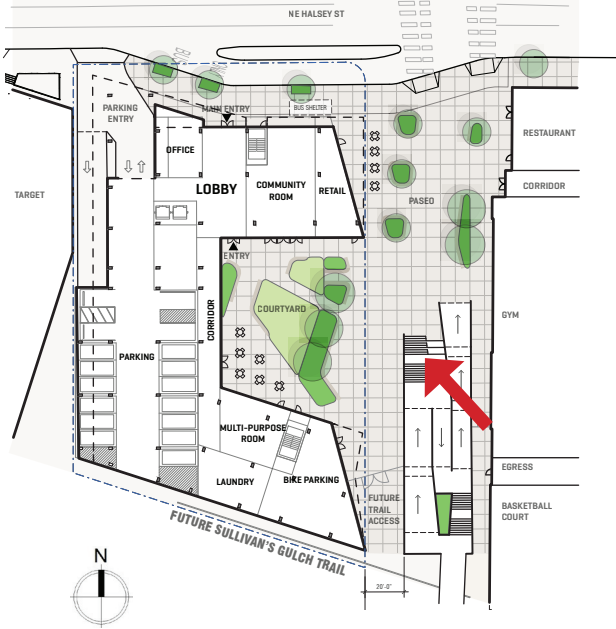 NE HALSEY ST
BU
PARKING
ENTRY
MAIN ENTRY
BUS SHELTER
OFFICE
RESTAURANT
LOBBY
COMMUNITY
ROOM
RETAIL
CORRIDOR
TARGET
PASEO
ENTRY
COURTYARD
CORRIDOR
GYM
PARKING
MULTI-PURPOSE
ROOM
EGRESS
LAUNDRY
BIKE PARKING
FUTURE
TRAIL
ACCESS
BASKETBALL
COURT
FUTURE SULLIVAN'S GULCH TRAIL
N
20'-0"